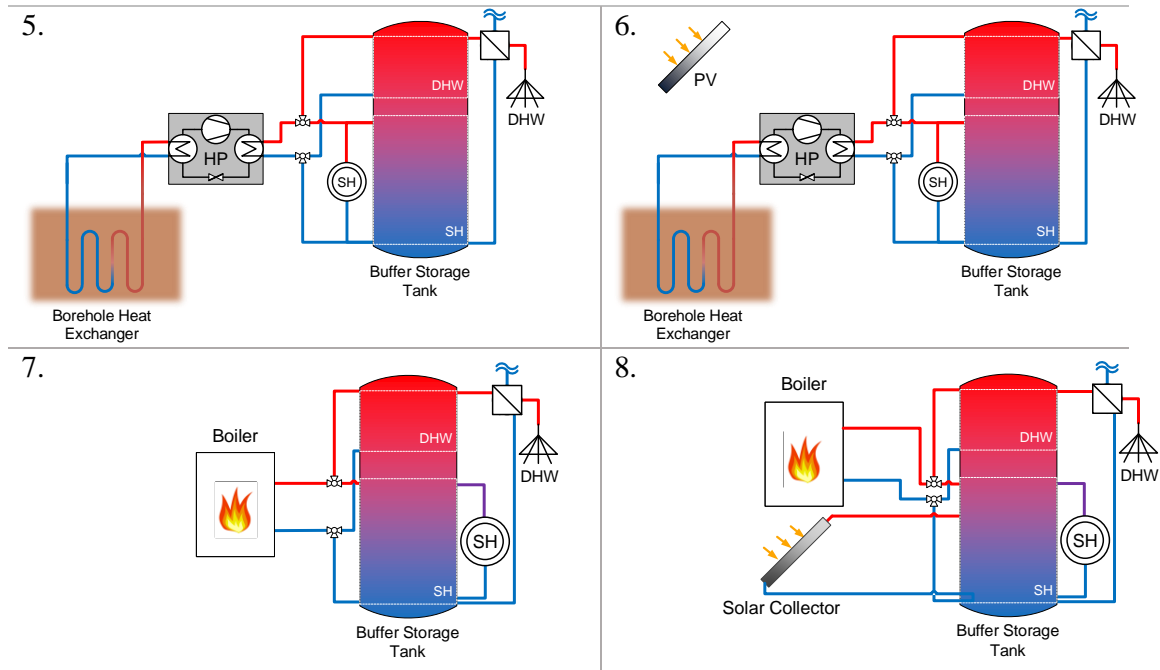 5.
DHW
DHW
HP
SH
SH
Buffer Storage
Tank
Borehole Heat
Exchanger
6.
PV
DHW
DHW
HP
SH
SH
Buffer Storage
Tank
Borehole Heat
Exchanger
7.
Boiler
DHW
DHW
SH
SH
Buffer Storage
Tank
8.
Boiler
DHW
DHW
SH
SH
Solar Collector
Buffer Storage
Tank